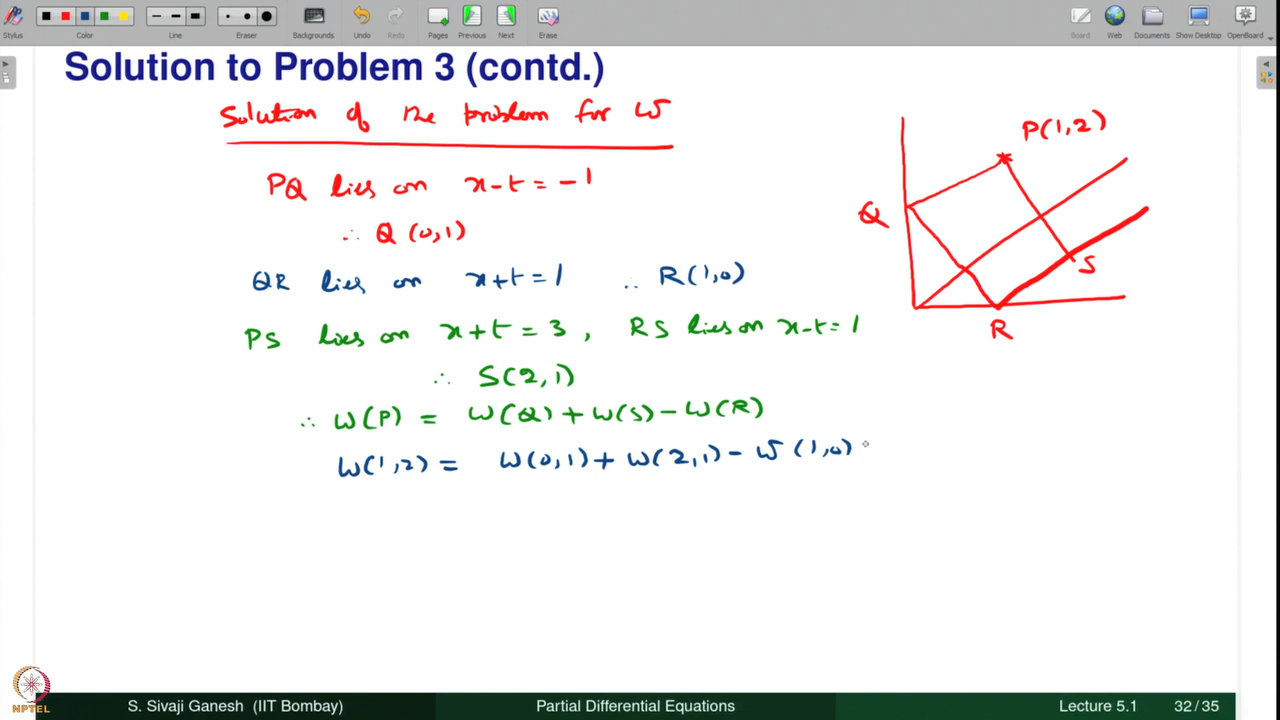 Stylus
Color
Line
Eraser
Backgrounds
Undo
Redo
Pages
Previous
Next
Erase
Board
Web
Documents
Show Desktop
OpenBoard
Solution to Problem 3 (contd.)
Solution of the problem for w
PQ lies on x-t = -1
∴ Q (0,1)
QR lies on x+t = 1 ∴ R(1,0)
PS lies on x+t = 3, RS lies on x-t=1
∴ S(2,1)
∴ w(P) = w(Q) + w(S) - w(R)
w(1,2) = w(0,1) + w(2,1) - w(1,0)
P(1,2)
Q
S
R
NPTEL
S. Sivaji Ganesh (IIT Bombay)
Partial Differential Equations
Lecture 5.1
32/35